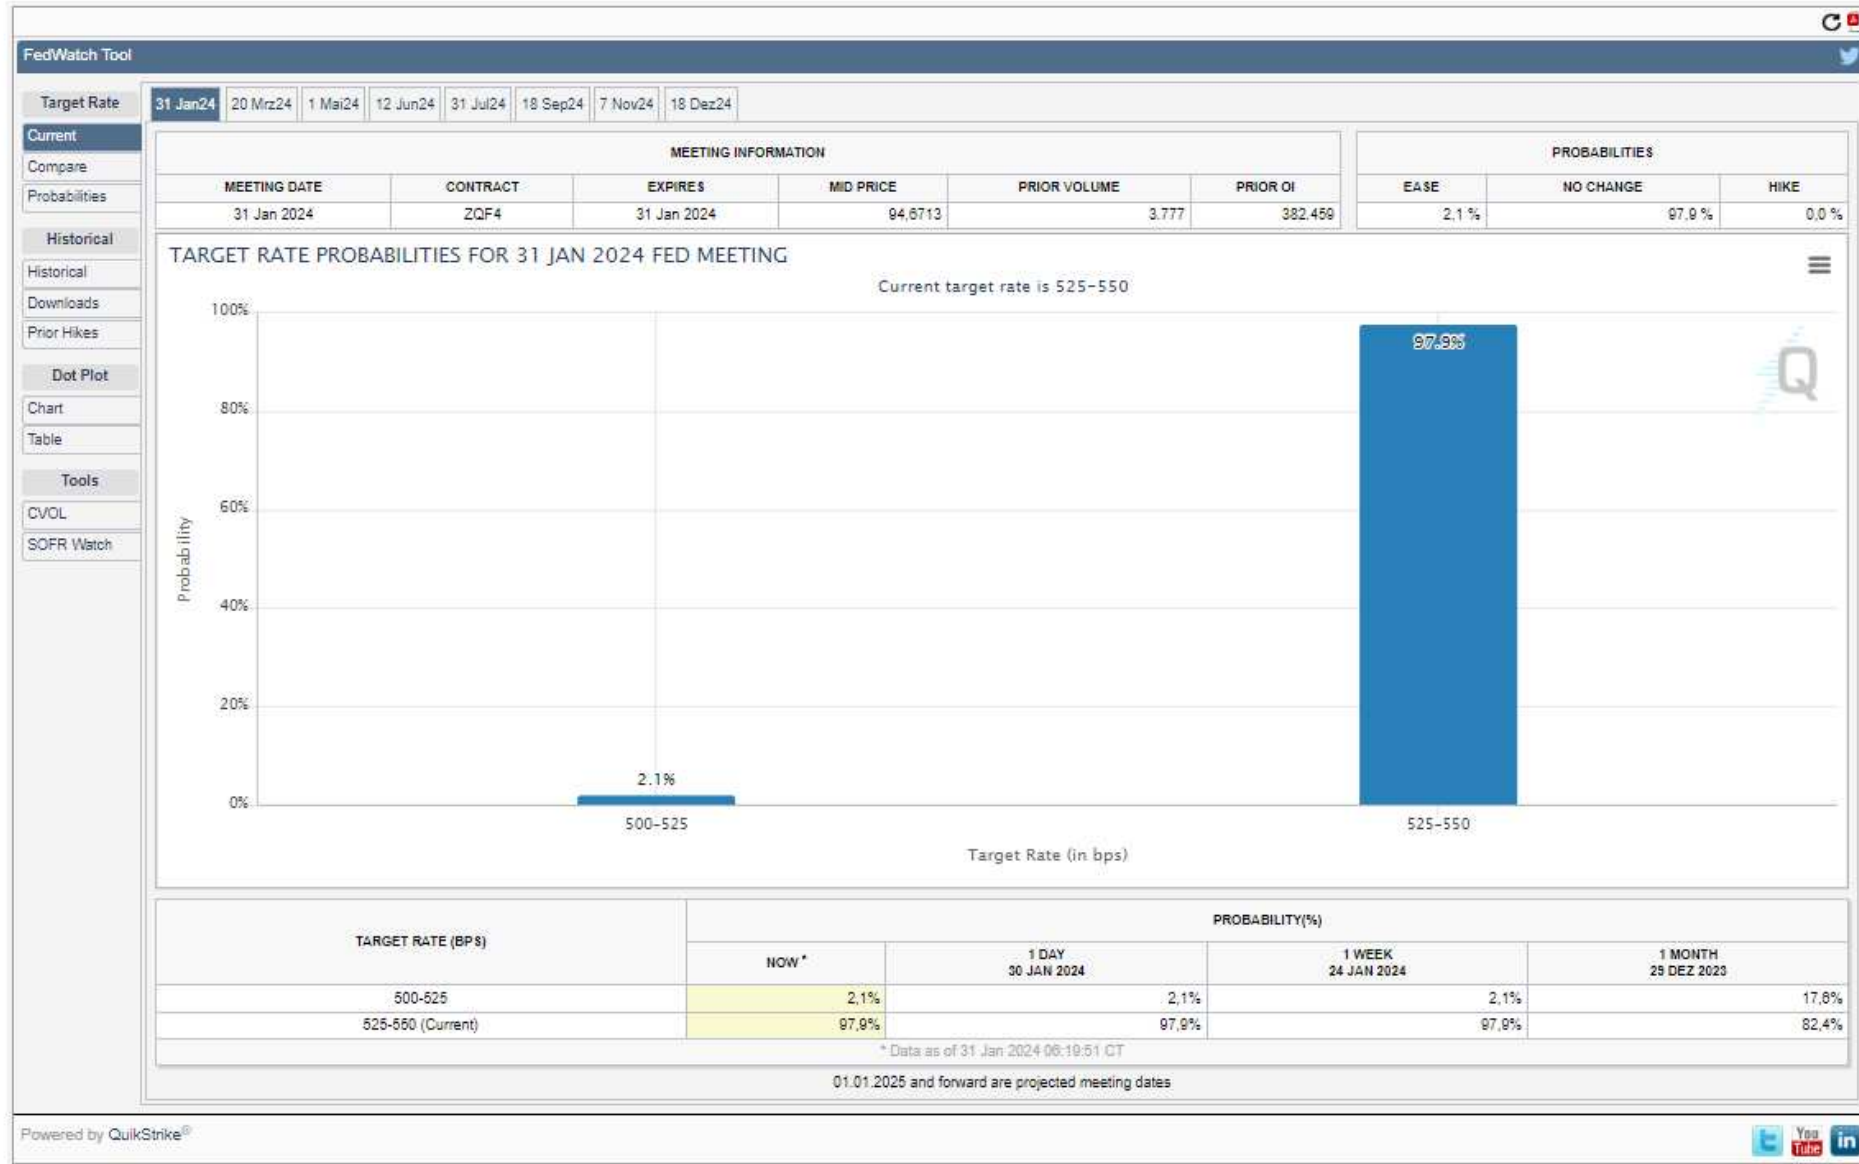 FedWatch Tool
Target Rate
Current
Compare
Probabilities
Historical
Historical
Downloads
Prior Hikes
Dot Plot
Chart
Table
Tools
CVOL
SOFR Watch
31 Jan24 20 Mrz24 1 Mai24 12 Jun24 31 Jul24 18 Sep24 7 Nov24 18 Dez24
MEETING INFORMATION
MEETING DATE CONTRACT EXPIRES MID PRICE PRIOR VOLUME PRIOR OI
31 Jan 2024 ZQF4 31 Jan 2024 94,6713 3.777 382.459
PROBABILITIES
EASE NO CHANGE HIKE
2,1 % 97,9 % 0,0 %
TARGET RATE PROBABILITIES FOR 31 JAN 2024 FED MEETING
Current target rate is 525-550
100%
80%
60%
40%
20%
0%
Probability
2.1%
97.9%
Q
500-525 525-550
Target Rate (in bps)
TARGET RATE (BPS) PROBABILITY(%)
NOW * 1 DAY 1 WEEK 1 MONTH
30 JAN 2024 24 JAN 2024 29 DEZ 2023
500-525 2,1% 2,1% 2,1% 17,6%
525-550 (Current) 97,9% 97,9% 97,9% 82,4%
* Data as of 31 Jan 2024 06:19:51 CT
01.01.2025 and forward are projected meeting dates
Powered by QuikStrike®
You
Tube
in